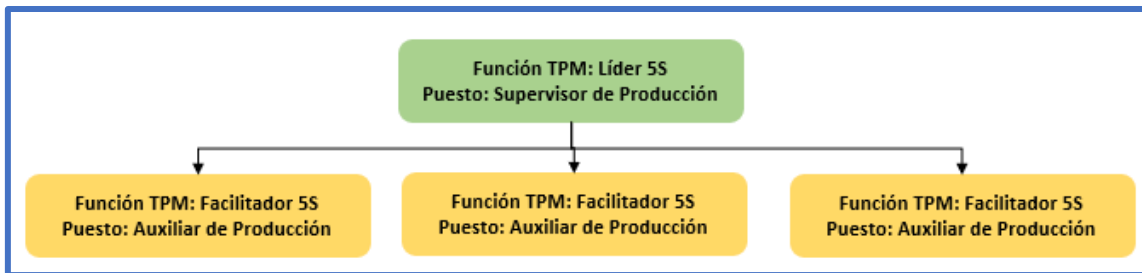 Función TPM: Líder 5S
Puesto: Supervisor de Producción
Función TPM: Facilitador 5S
Puesto: Auxiliar de Producción
Función TPM: Facilitador 5S
Puesto: Auxiliar de Producción
Función TPM: Facilitador 5S
Puesto: Auxiliar de Producción